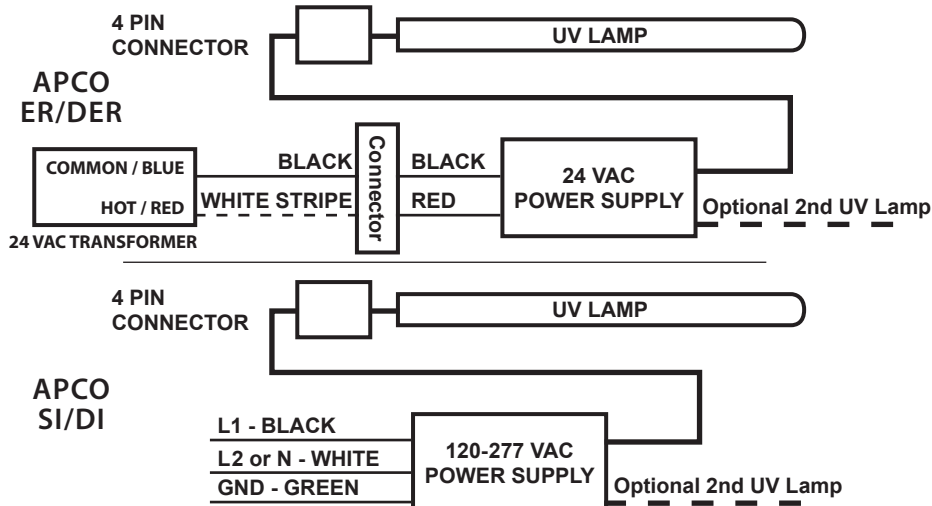 4 PIN
CONNECTOR
UV LAMP
APCO
ER/DER
COMMON / BLUE
HOT / RED
24 VAC TRANSFORMER
BLACK
WHITE STRIPE
Connector
BLACK
RED
24 VAC
POWER SUPPLY
Optional 2nd UV Lamp
4 PIN
CONNECTOR
UV LAMP
APCO
SI/DI
L1 - BLACK
L2 or N - WHITE
GND - GREEN
120-277 VAC
POWER SUPPLY
Optional 2nd UV Lamp